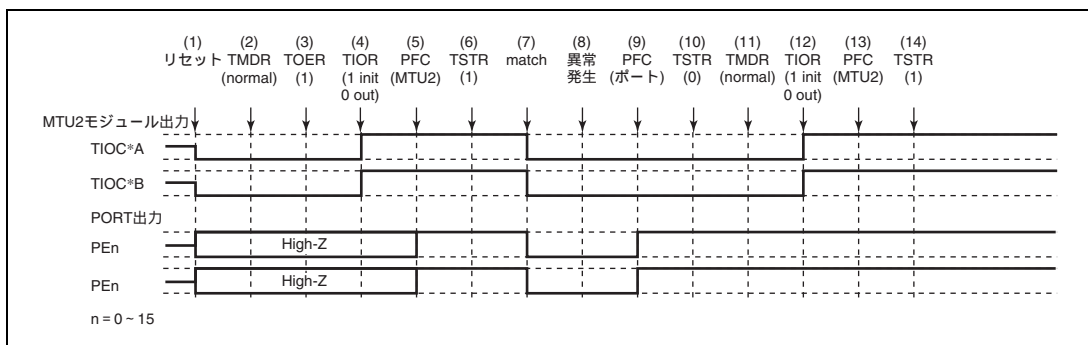 (1) (2) (3) (4) (5) (6) (7) (8) (9) (10) (11) (12) (13) (14)
リセット TMDR TOER TIOR PFC TSTR match 異常 PFC TSTR TMDR TIOR PFC TSTR
(normal) (1) (1 init (MTU2) (1) 発生 (ポート) (0) (normal) (1 init (MTU2) (1)
0 out) 0 out)
MTU2モジュール出力
TIOC*A
TIOC*B
PORT出力
PEn High-Z
PEn High-Z
n = 0 ~ 15